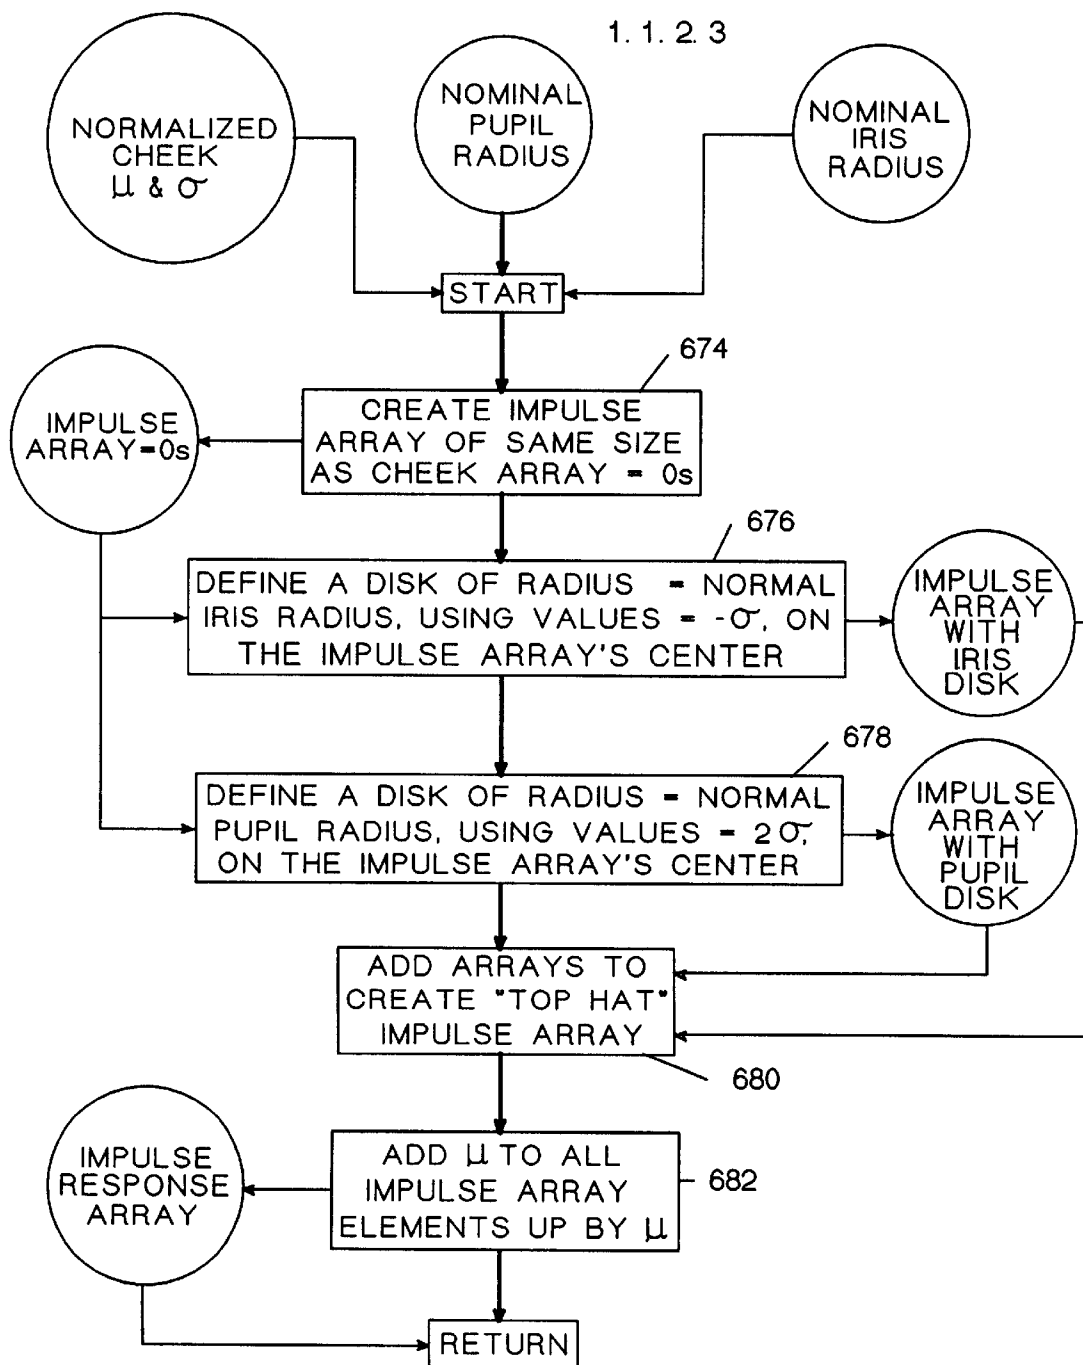 1. 1. 2. 3
NORMALIZED
CHEEK
μ & σ
NOMINAL
PUPIL
RADIUS
NOMINAL
IRIS
RADIUS
START
674
CREATE IMPULSE
ARRAY OF SAME SIZE
AS CHEEK ARRAY = 0s
IMPULSE
ARRAY=0s
676
DEFINE A DISK OF RADIUS = NORMAL
IRIS RADIUS, USING VALUES = -σ, ON
THE IMPULSE ARRAY'S CENTER
IMPULSE
ARRAY
WITH
IRIS
DISK
678
DEFINE A DISK OF RADIUS = NORMAL
PUPIL RADIUS, USING VALUES = 2σ,
ON THE IMPULSE ARRAY'S CENTER
IMPULSE
ARRAY
WITH
PUPIL
DISK
ADD ARRAYS TO
CREATE "TOP HAT"
IMPULSE ARRAY
680
ADD μ TO ALL
IMPULSE ARRAY
ELEMENTS UP BY μ
682
IMPULSE
RESPONSE
ARRAY
RETURN